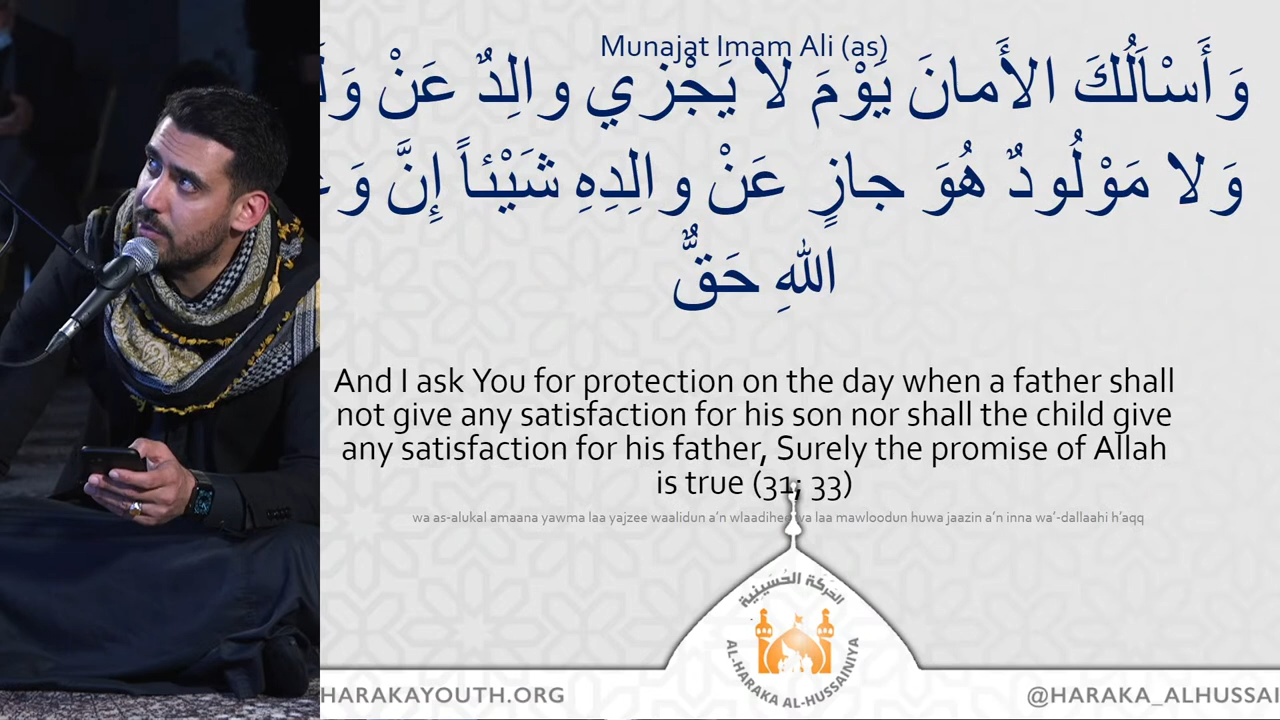 Munajat Imam Ali (as)
وَأَسْاَلُكَ الأَمانَ يَوْمَ لا يَجْزي والِدٌ عَنْ
وَلا مَوْلُودٌ هُوَ جازٍ عَنْ والِدِهِ شَيْئاً إِنَّ
اللهِ حَقٌّ
And I ask You for protection on the day when a father shall
not give any satisfaction for his son nor shall the child give
any satisfaction for his father, Surely the promise of Allah
is true (31; 33)
wa as-alukal amaana yawma laa yajzee waalidun a’n wlaadihee wa laa mawloodun huwa jaazin a’n inna wa’-dallaahi h’aqq
الحركة الحُسَينية
AL-HARAKA AL-HUSSAINIYA
HARAKAYOUTH.ORG
@HARAKA_ALHUSSAI